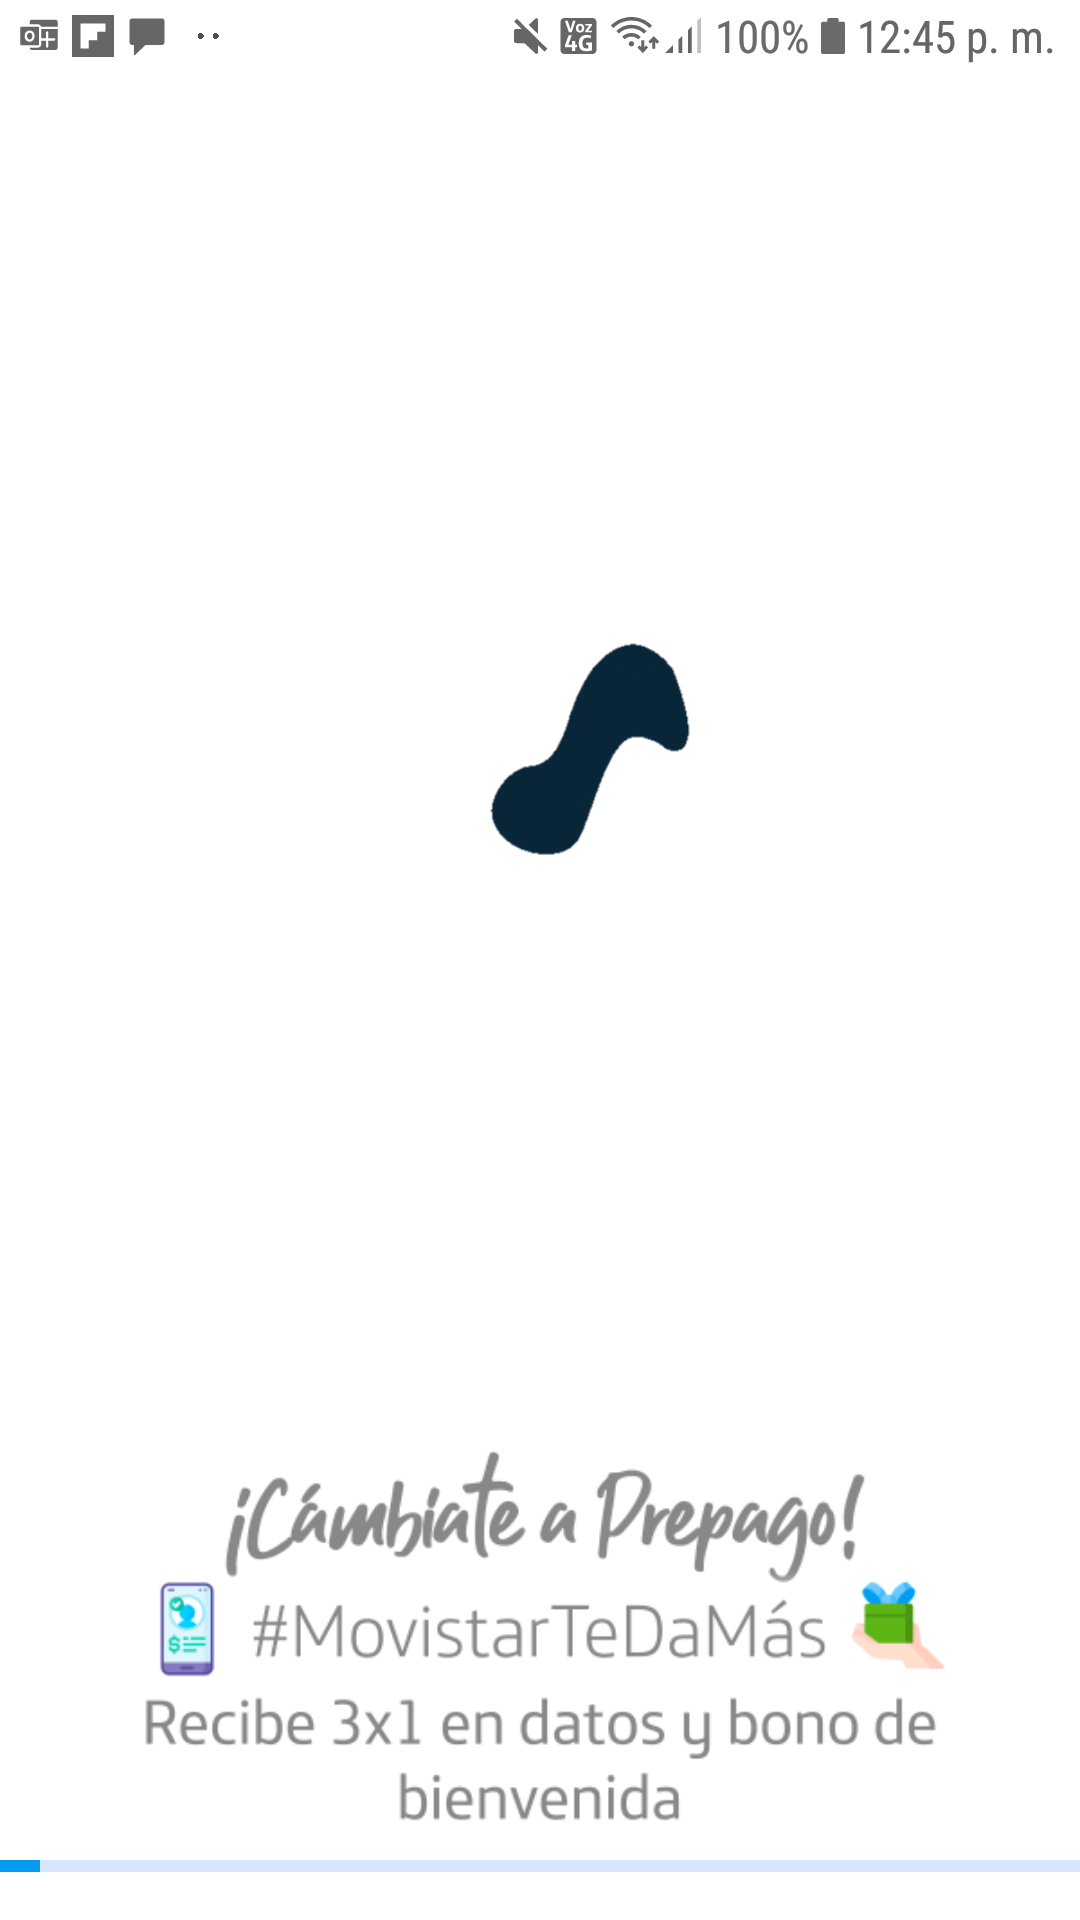 Voz 4G 100% 12:45 p. m.
¡Cámbiate a Prepago!
#MovistarTeDaMás
Recibe 3x1 en datos y bono de
bienvenida